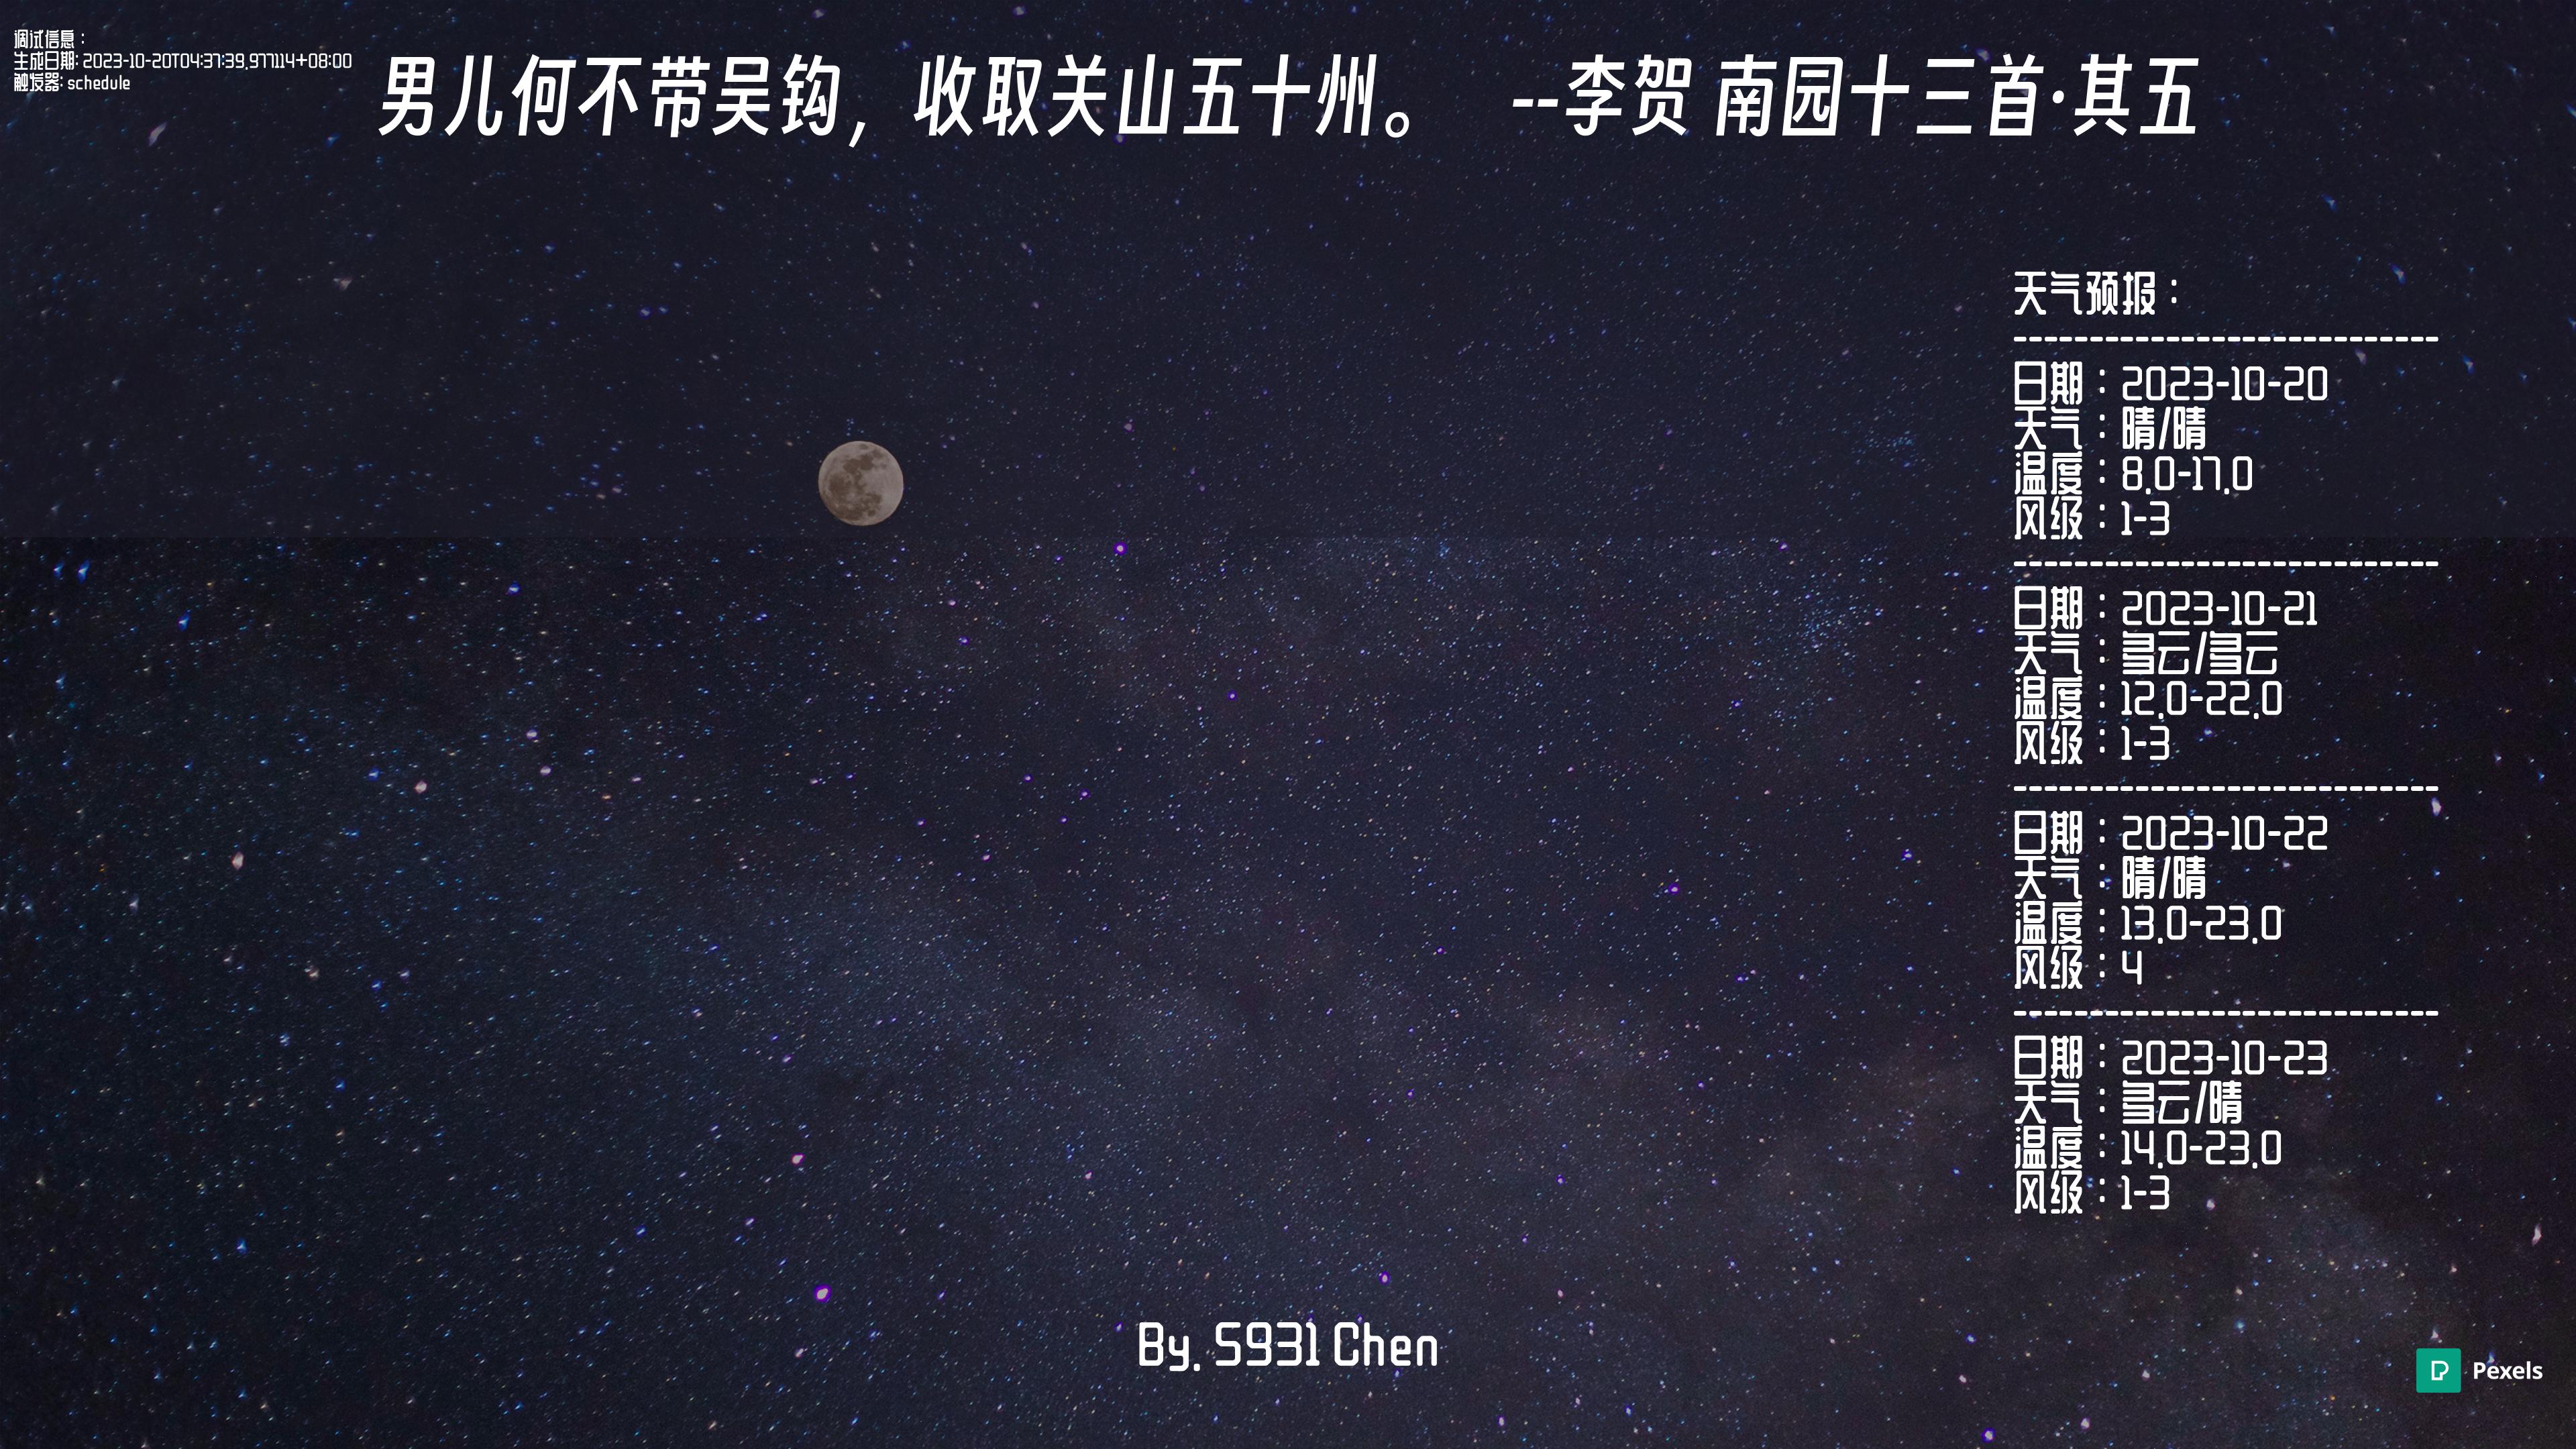 调试信息：
生成日期: 2023-10-20T04:37:39.977114+08:00
触发器: schedule
男儿何不带吴钩，收取关山五十州。 --李贺 南园十三首·其五
天气预报：
----------------------------
日期：2023-10-20
天气：晴/晴
温度：8.0-17.0
风级：1-3
----------------------------
日期：2023-10-21
天气：多云/多云
温度：12.0-22.0
风级：1-3
----------------------------
日期：2023-10-22
天气：晴/晴
温度：13.0-23.0
风级：4
----------------------------
日期：2023-10-23
天气：多云/晴
温度：14.0-23.0
风级：1-3
By. S931 Chen
Pexels